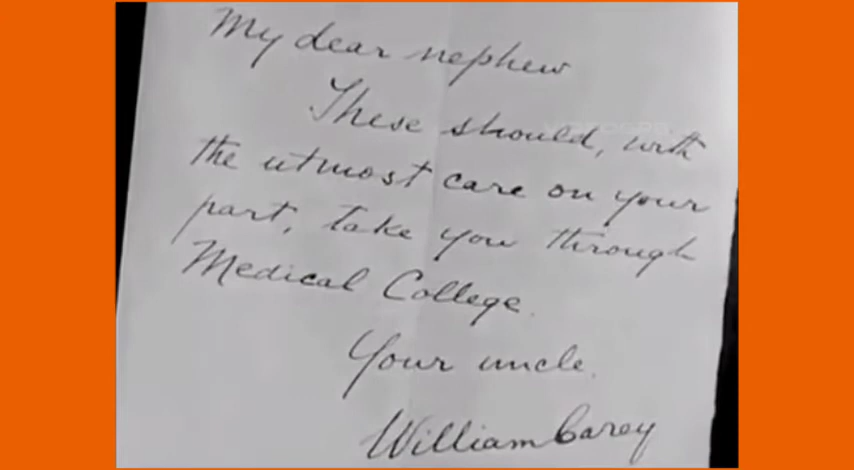 My dear nephew
These should, with
the utmost care on your
part, take you through
Medical College.
Your uncle.
William Carey